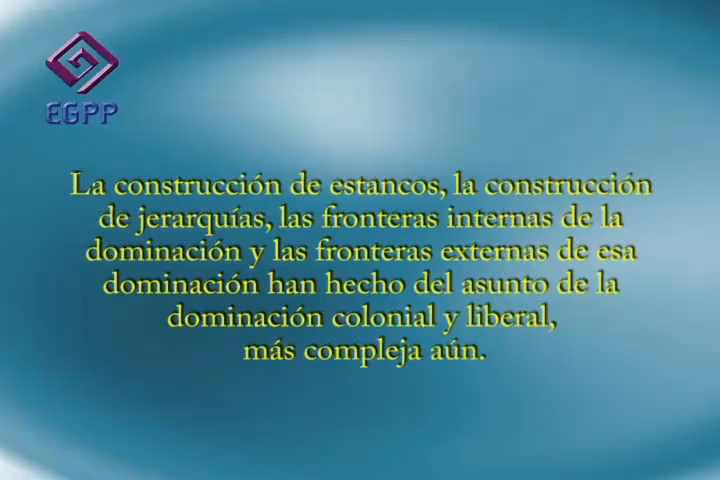 EGPP
La construcción de estancos, la construcción
de jerarquías, las fronteras internas de la
dominación y las fronteras externas de esa
dominación han hecho del asunto de la
dominación colonial y liberal,
más compleja aún.